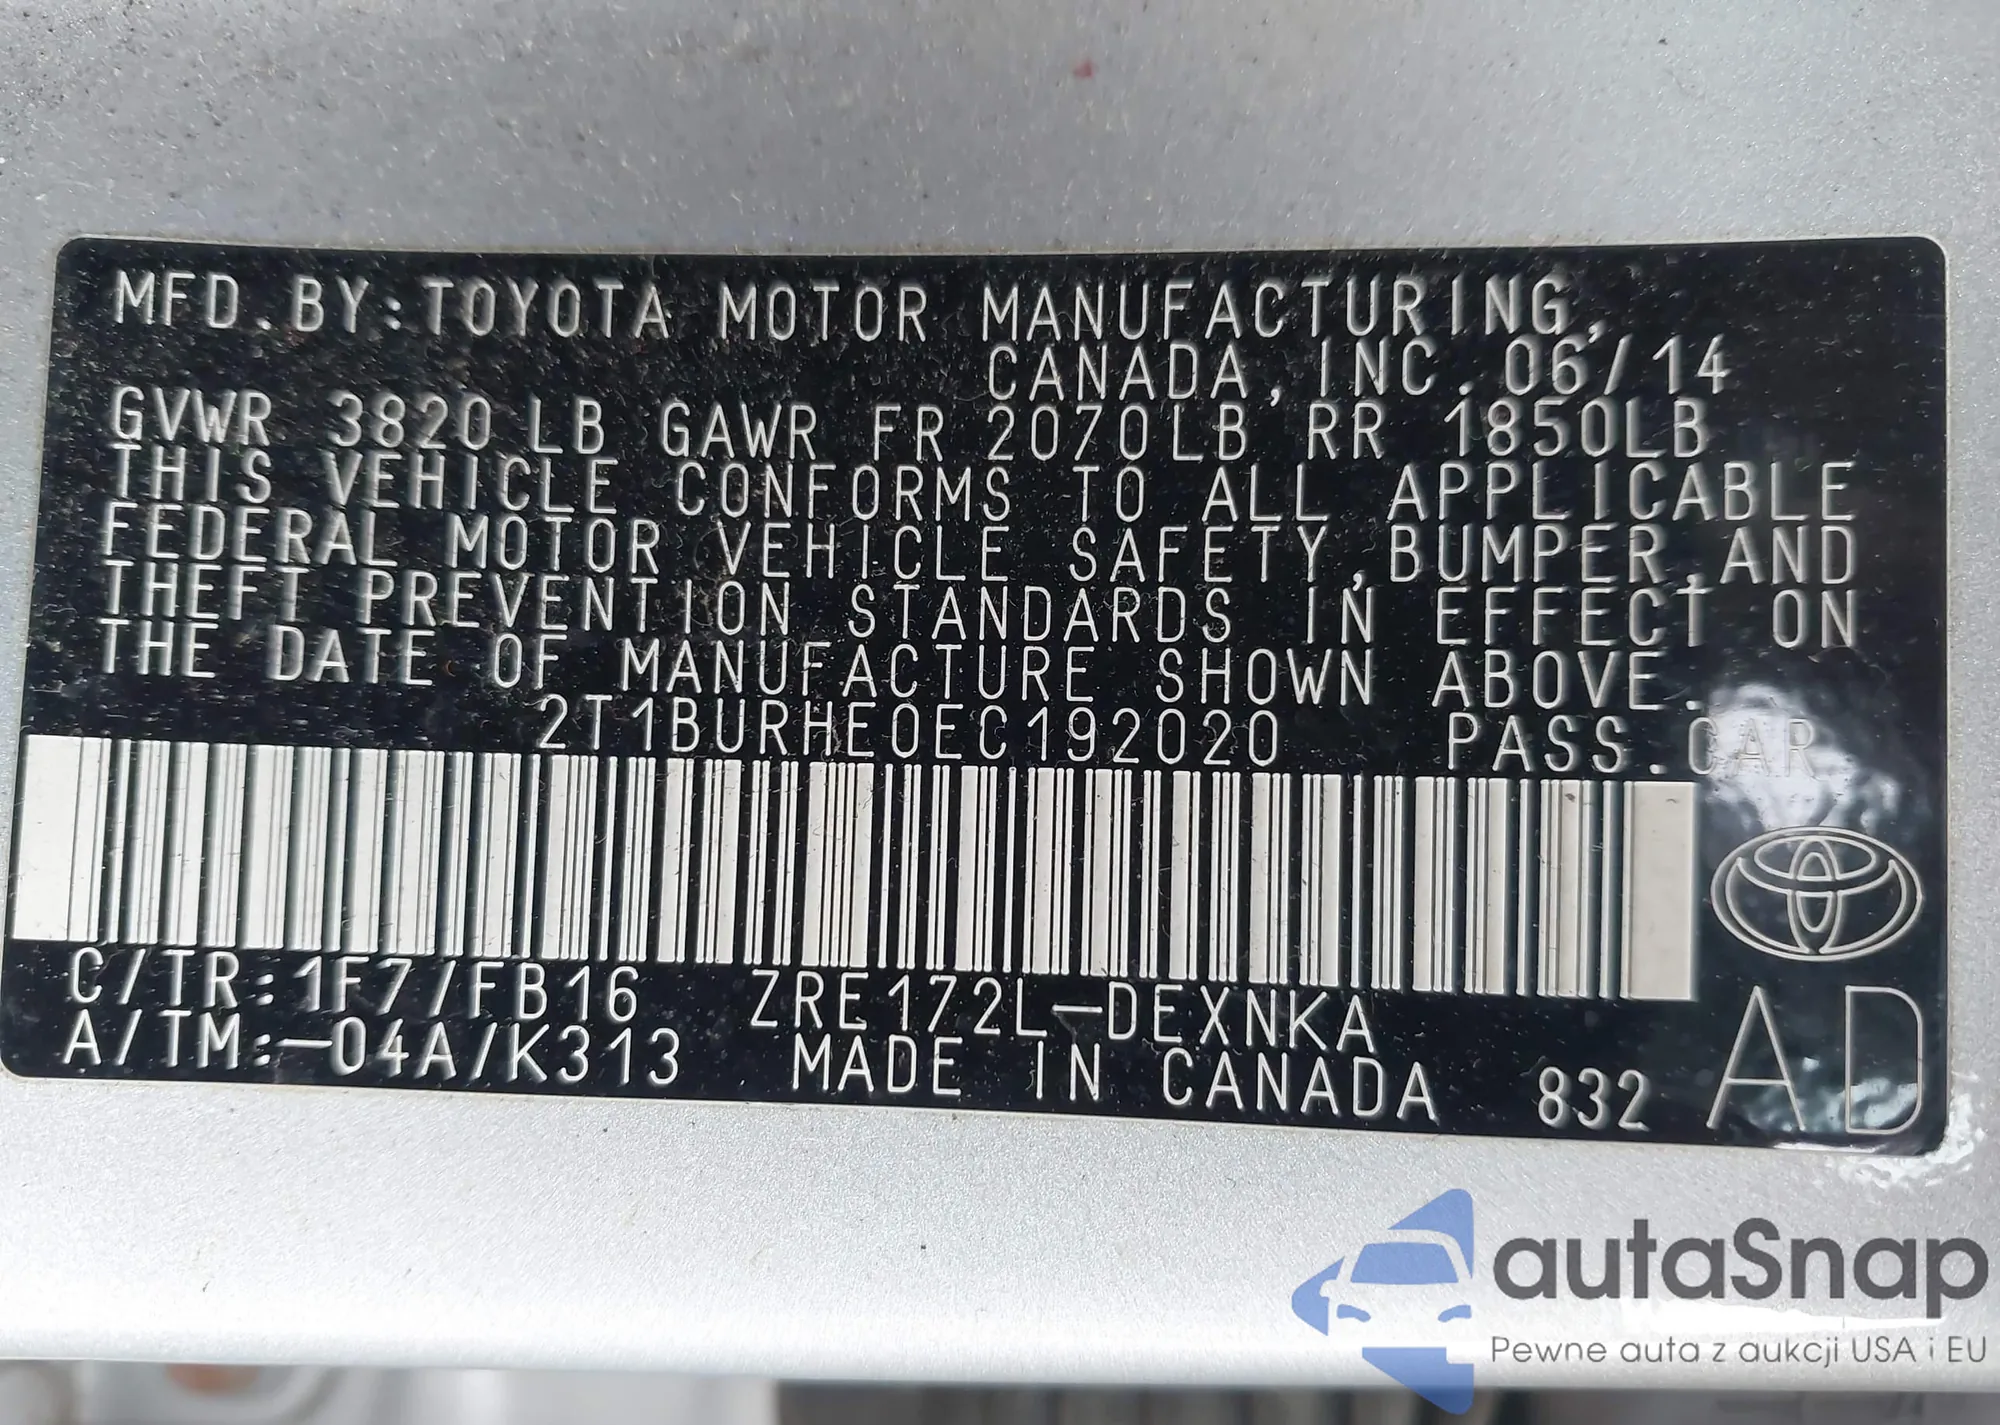 MFD.BY:TOYOTA MOTOR MANUFACTURING,
CANADA,INC.06/14
GVWR 3820LB GAWR FR 2070LB RR 1850LB
THIS VEHICLE CONFORMS TO ALL APPLICABLE
FEDERAL MOTOR VEHICLE SAFETY,BUMPER,AND
THEFT PREVENTION STANDARDS IN EFFECT ON
THE DATE OF MANUFACTURE SHOWN ABOVE.
2T1BURHE0EC192020 PASS.CAR
C/TR:1F7/FB16 ZRE172L-DEXNKA
A/TM:-04A/K313 MADE IN CANADA 832 AD
autaSnap
Pewne auta z aukcji USA i EU